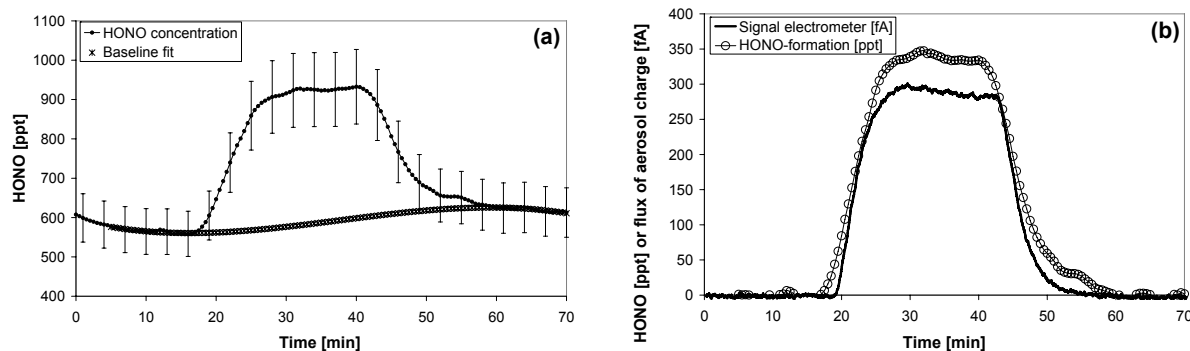 (a)
HONO concentration
Baseline fit
1100
1000
900
800
700
600
500
400
HONO [ppt]
0 10 20 30 40 50 60 70
Time [min]
(b)
Signal electrometer [fA]
HONO-formation [ppt]
400
350
300
250
200
150
100
50
0
HONO [ppt] or flux of aerosol charge [fA]
0 10 20 30 40 50 60 70
Time [min]